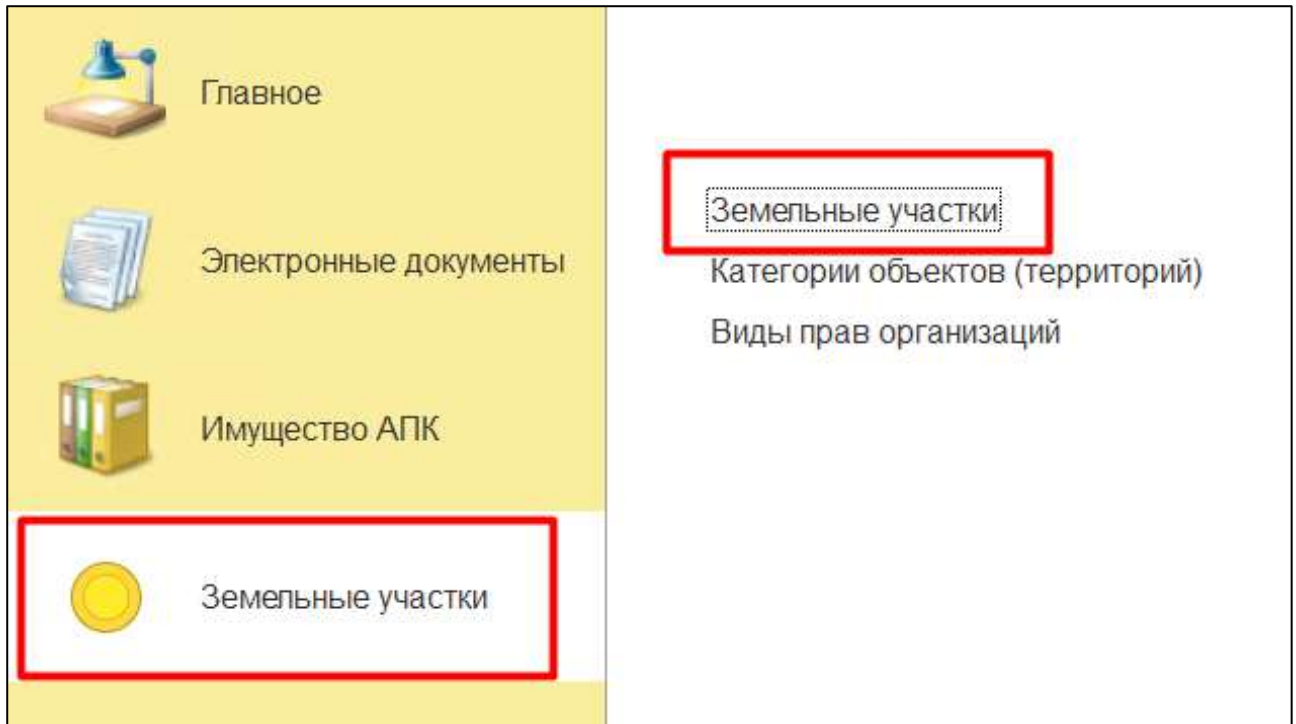 Главное
Электронные документы
Имущество АПК
Земельные участки
Земельные участки
Категории объектов (территорий)
Виды прав организаций